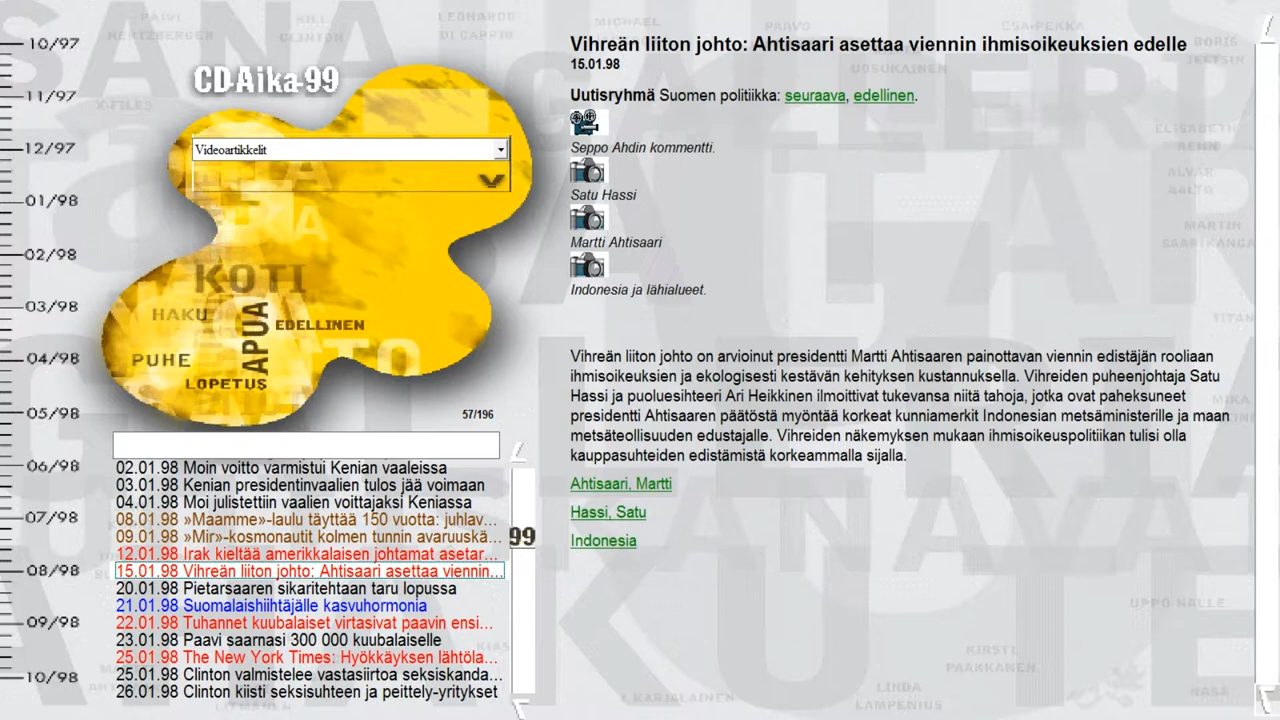 10/97
11/97
12/97
01/98
02/98
03/98
04/98
05/98
06/98
07/98
08/98
09/98
10/98
CD-Aika-99
Videoartikkelit
KOTI
HAKU
APUA
EDELLINEN
PUHE
LOPETUS
57/196
02.01.98 Moin voitto varmistui Kenian vaaleissa
03.01.98 Kenian presidentinvaalien tulos jää voimaan
04.01.98 Moi julistettiin vaalien voittajaksi Keniassa
08.01.98 »Maamme»-laulu täyttää 150 vuotta: juhlav...
09.01.98 »Mir»-kosmonautit kolmen tunnin avaruuskä...
12.01.98 Irak kieltää amerikkalaisen johtamat asetar...
15.01.98 Vihreän liiton johto: Ahtisaari asettaa viennin...
20.01.98 Pietarsaaren sikaritehtaan taru lopussa
21.01.98 Suomalaishiihtäjälle kasvuhormonia
22.01.98 Tuhannet kuubalaiset virtasivat paavin ensi...
23.01.98 Paavi saarnasi 300 000 kuubalaiselle
25.01.98 The New York Times: Hyökkäyksen lähtöla...
25.01.98 Clinton valmistelee vastasiirtoa seksiskanda...
26.01.98 Clinton kiisti seksisuhteen ja peittely-yritykset
99
Vihreän liiton johto: Ahtisaari asettaa viennin ihmisoikeuksien edelle
15.01.98
Uutisryhmä Suomen politiikka: seuraava, edellinen.
Seppo Ahdin kommentti.
Satu Hassi
Martti Ahtisaari
Indonesia ja lähialueet.
Vihreän liiton johto on arvioinut presidentti Martti Ahtisaaren painottavan viennin edistäjän rooliaan
ihmisoikeuksien ja ekologisesti kestävän kehityksen kustannuksella. Vihreiden puheenjohtaja Satu
Hassi ja puoluesihteeri Ari Heikkinen ilmoittivat tukevansa niitä tahoja, jotka ovat paheksuneet
presidentti Ahtisaaren päätöstä myöntää korkeat kunniamerkit Indonesian metsäministerille ja maan
metsäteollisuuden edustajalle. Vihreiden näkemyksen mukaan ihmisoikeuspolitiikan tulisi olla
kauppasuhteiden edistämistä korkeammalla sijalla.
Ahtisaari, Martti
Hassi, Satu
Indonesia